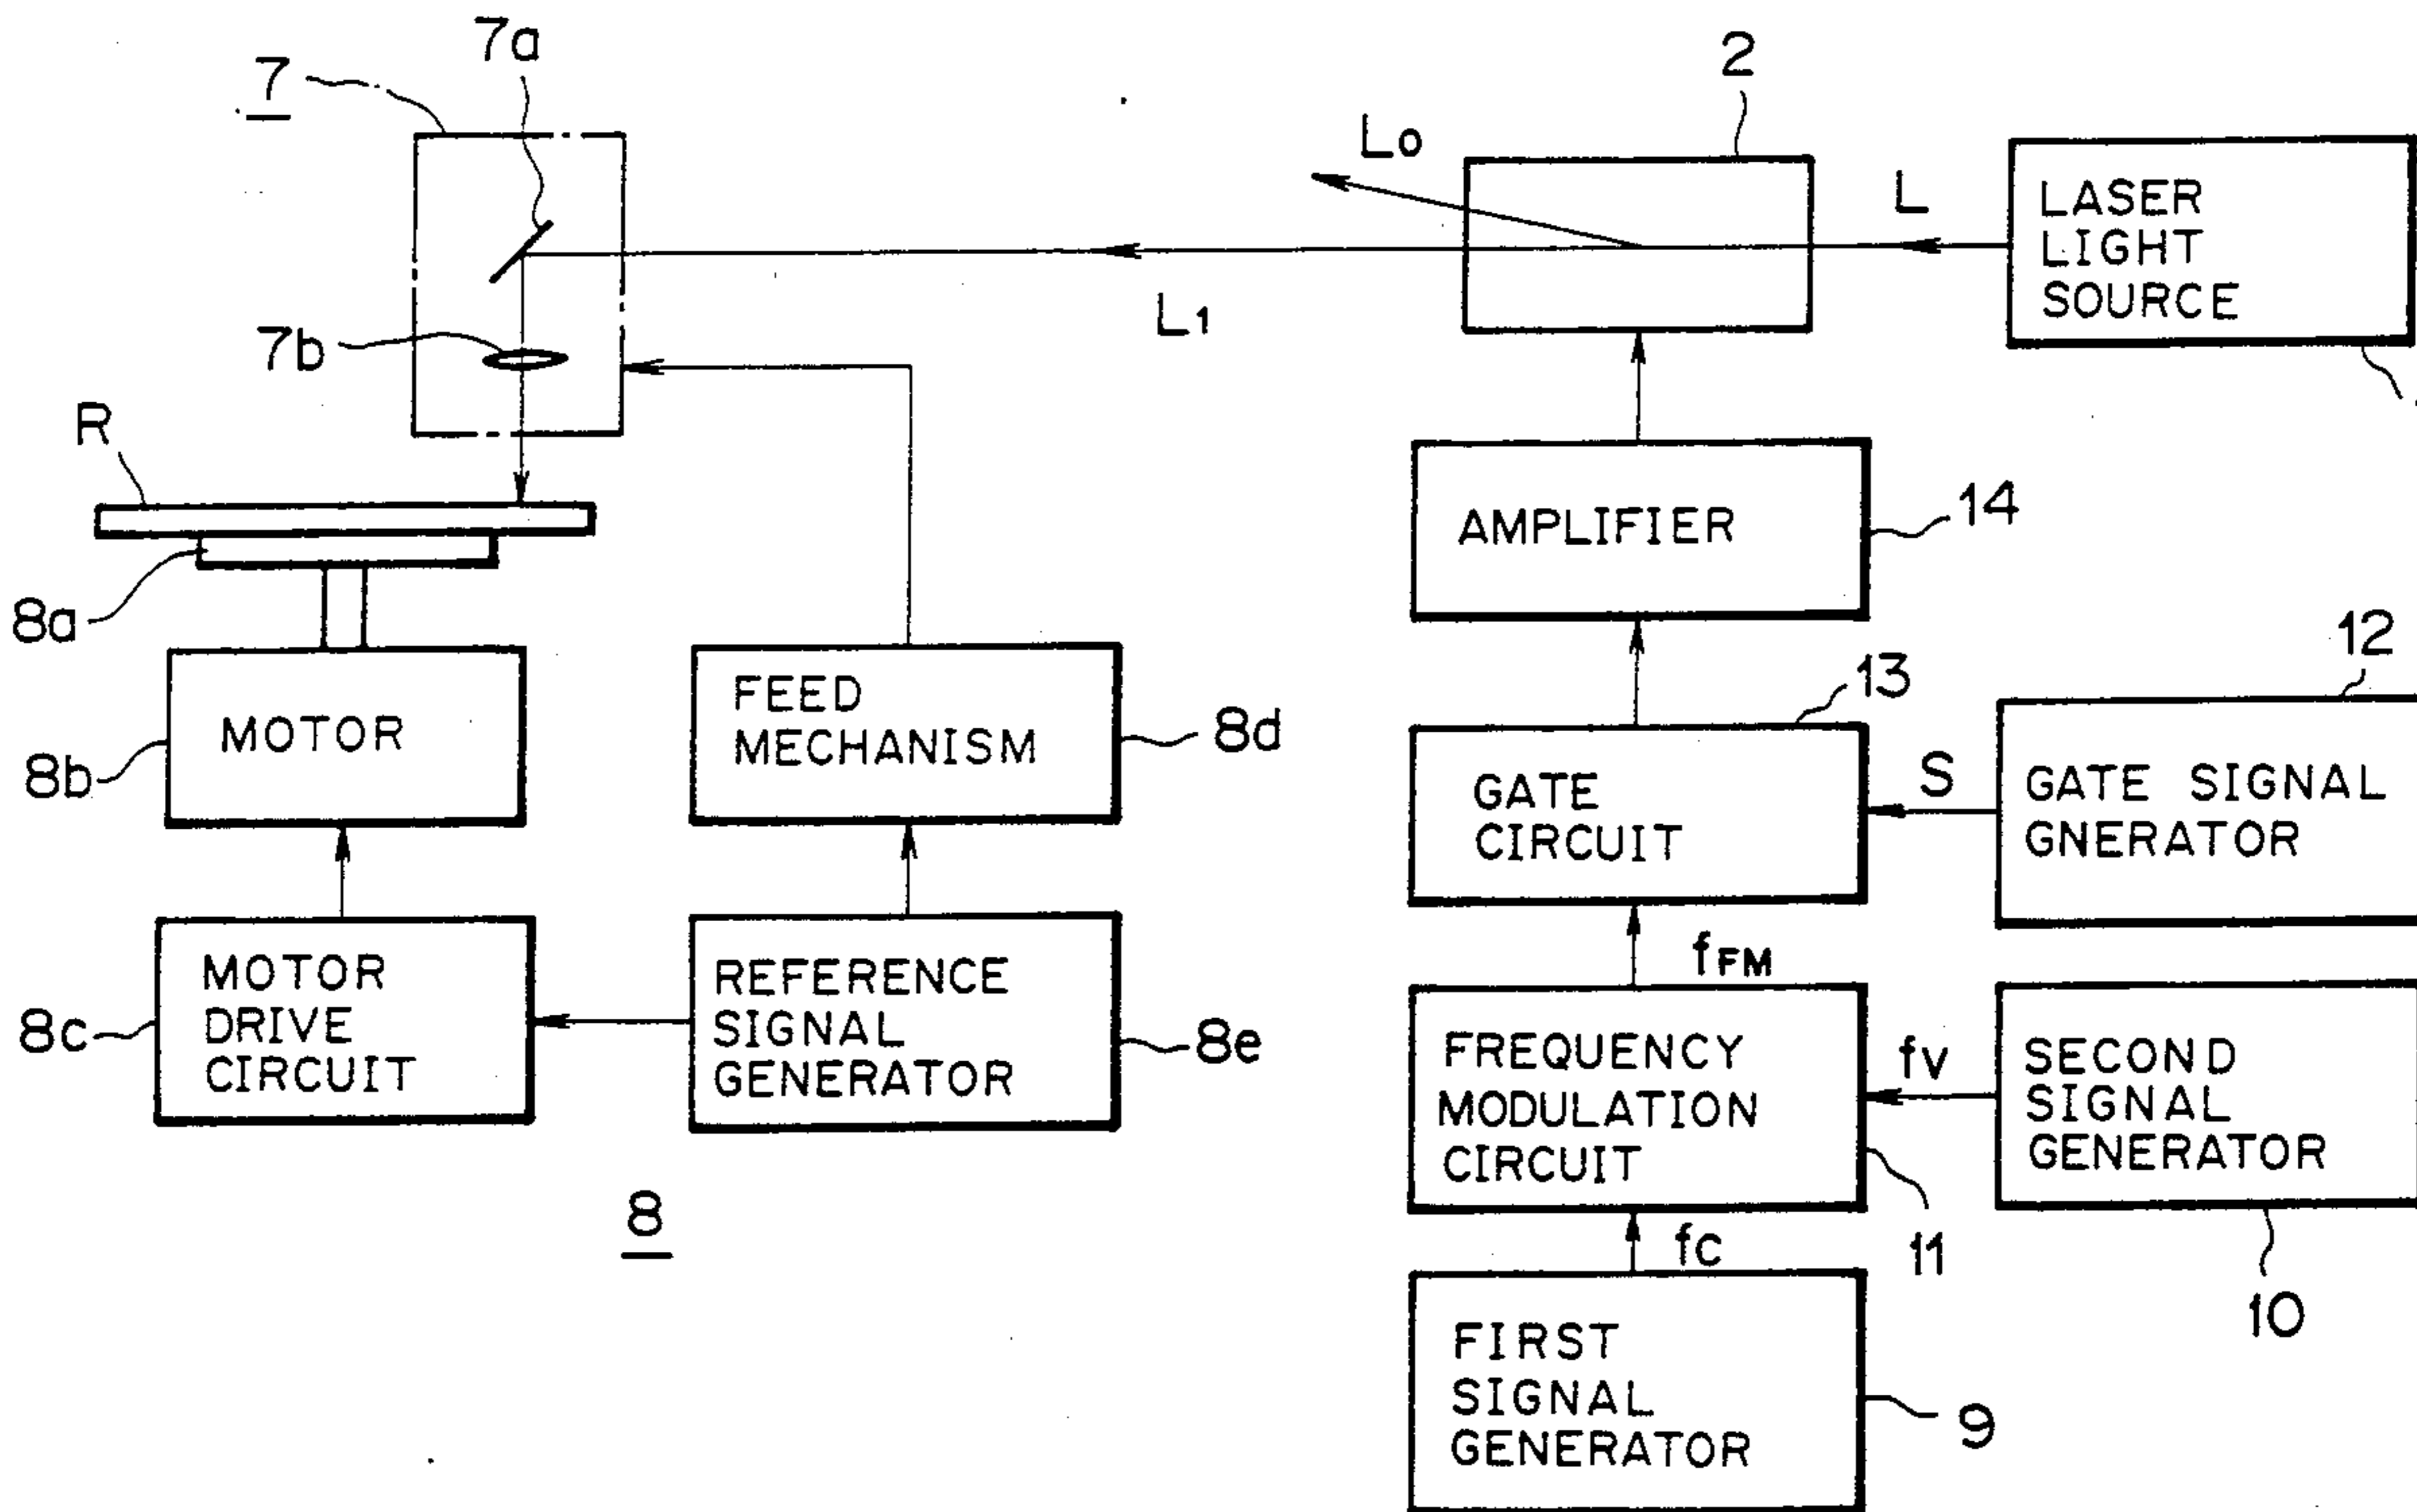 7a
7
2
Lo
L
LASER
LIGHT
SOURCE
L1
7b
R
AMPLIFIER
14
8a
12
13
FEED
MECHANISM
8d
MOTOR
8b
GATE
CIRCUIT
S
GATE SIGNAL
GNERATOR
fFM
MOTOR
DRIVE
CIRCUIT
8c
REFERENCE
SIGNAL
GENERATOR
8e
FREQUENCY
MODULATION
CIRCUIT
fv
SECOND
SIGNAL
GENERATOR
8
fc
11
10
FIRST
SIGNAL
GENERATOR
9